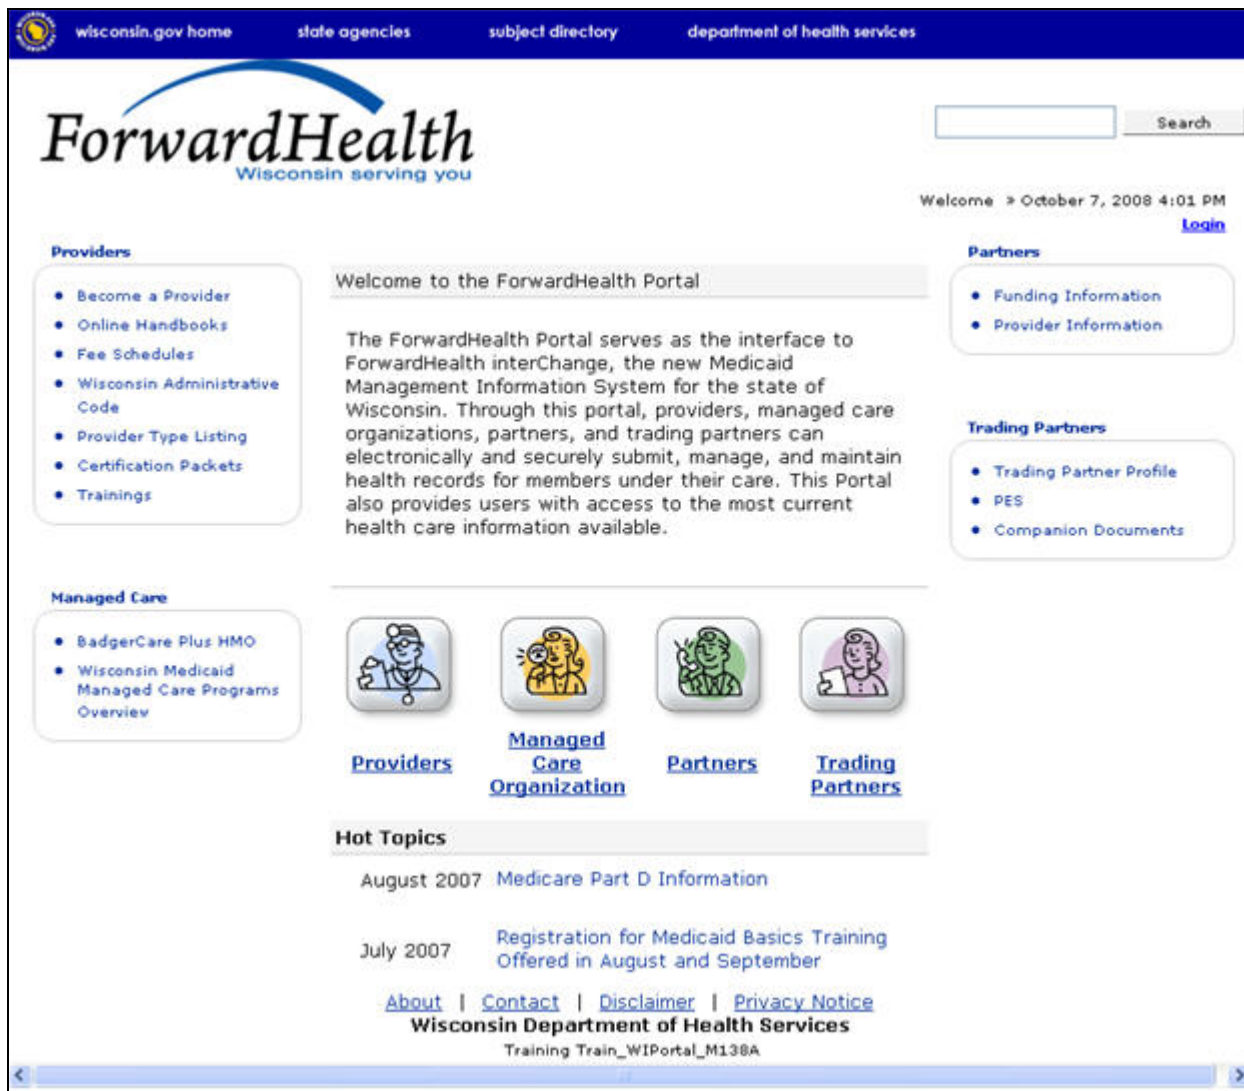 wisconsin.gov home state agencies subject directory department of health services
ForwardHealth
Wisconsin serving you
Search
Welcome » October 7, 2008 4:01 PM
Login
Providers
Become a Provider
Online Handbooks
Fee Schedules
Wisconsin Administrative
Code
Provider Type Listing
Certification Packets
Trainings
Managed Care
BadgerCare Plus HMO
Wisconsin Medicaid
Managed Care Programs
Overview
Welcome to the ForwardHealth Portal
The ForwardHealth Portal serves as the interface to
ForwardHealth interChange, the new Medicaid
Management Information System for the state of
Wisconsin. Through this portal, providers, managed care
organizations, partners, and trading partners can
electronically and securely submit, manage, and maintain
health records for members under their care. This Portal
also provides users with access to the most current
health care information available.
Providers
Managed
Care
Organization
Partners
Trading
Partners
Hot Topics
August 2007 Medicare Part D Information
July 2007 Registration for Medicaid Basics Training
Offered in August and September
About | Contact | Disclaimer | Privacy Notice
Wisconsin Department of Health Services
Training Train_WIPortal_M138A
Partners
Funding Information
Provider Information
Trading Partners
Trading Partner Profile
PES
Companion Documents